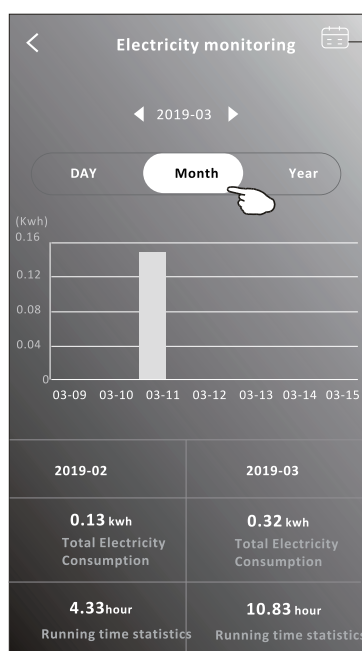 Electricity monitoring
2019-03
DAY Month Year
(Kwh)
0.16
0.12
0.08
0.04
0
03-09 03-10 03-11 03-12 03-13 03-14 03-15
2019-02 2019-03
0.13 kwh 0.32 kwh
Total Electricity Total Electricity
Consumption Consumption
4.33hour 10.83 hour
Running time statistics Running time statistics